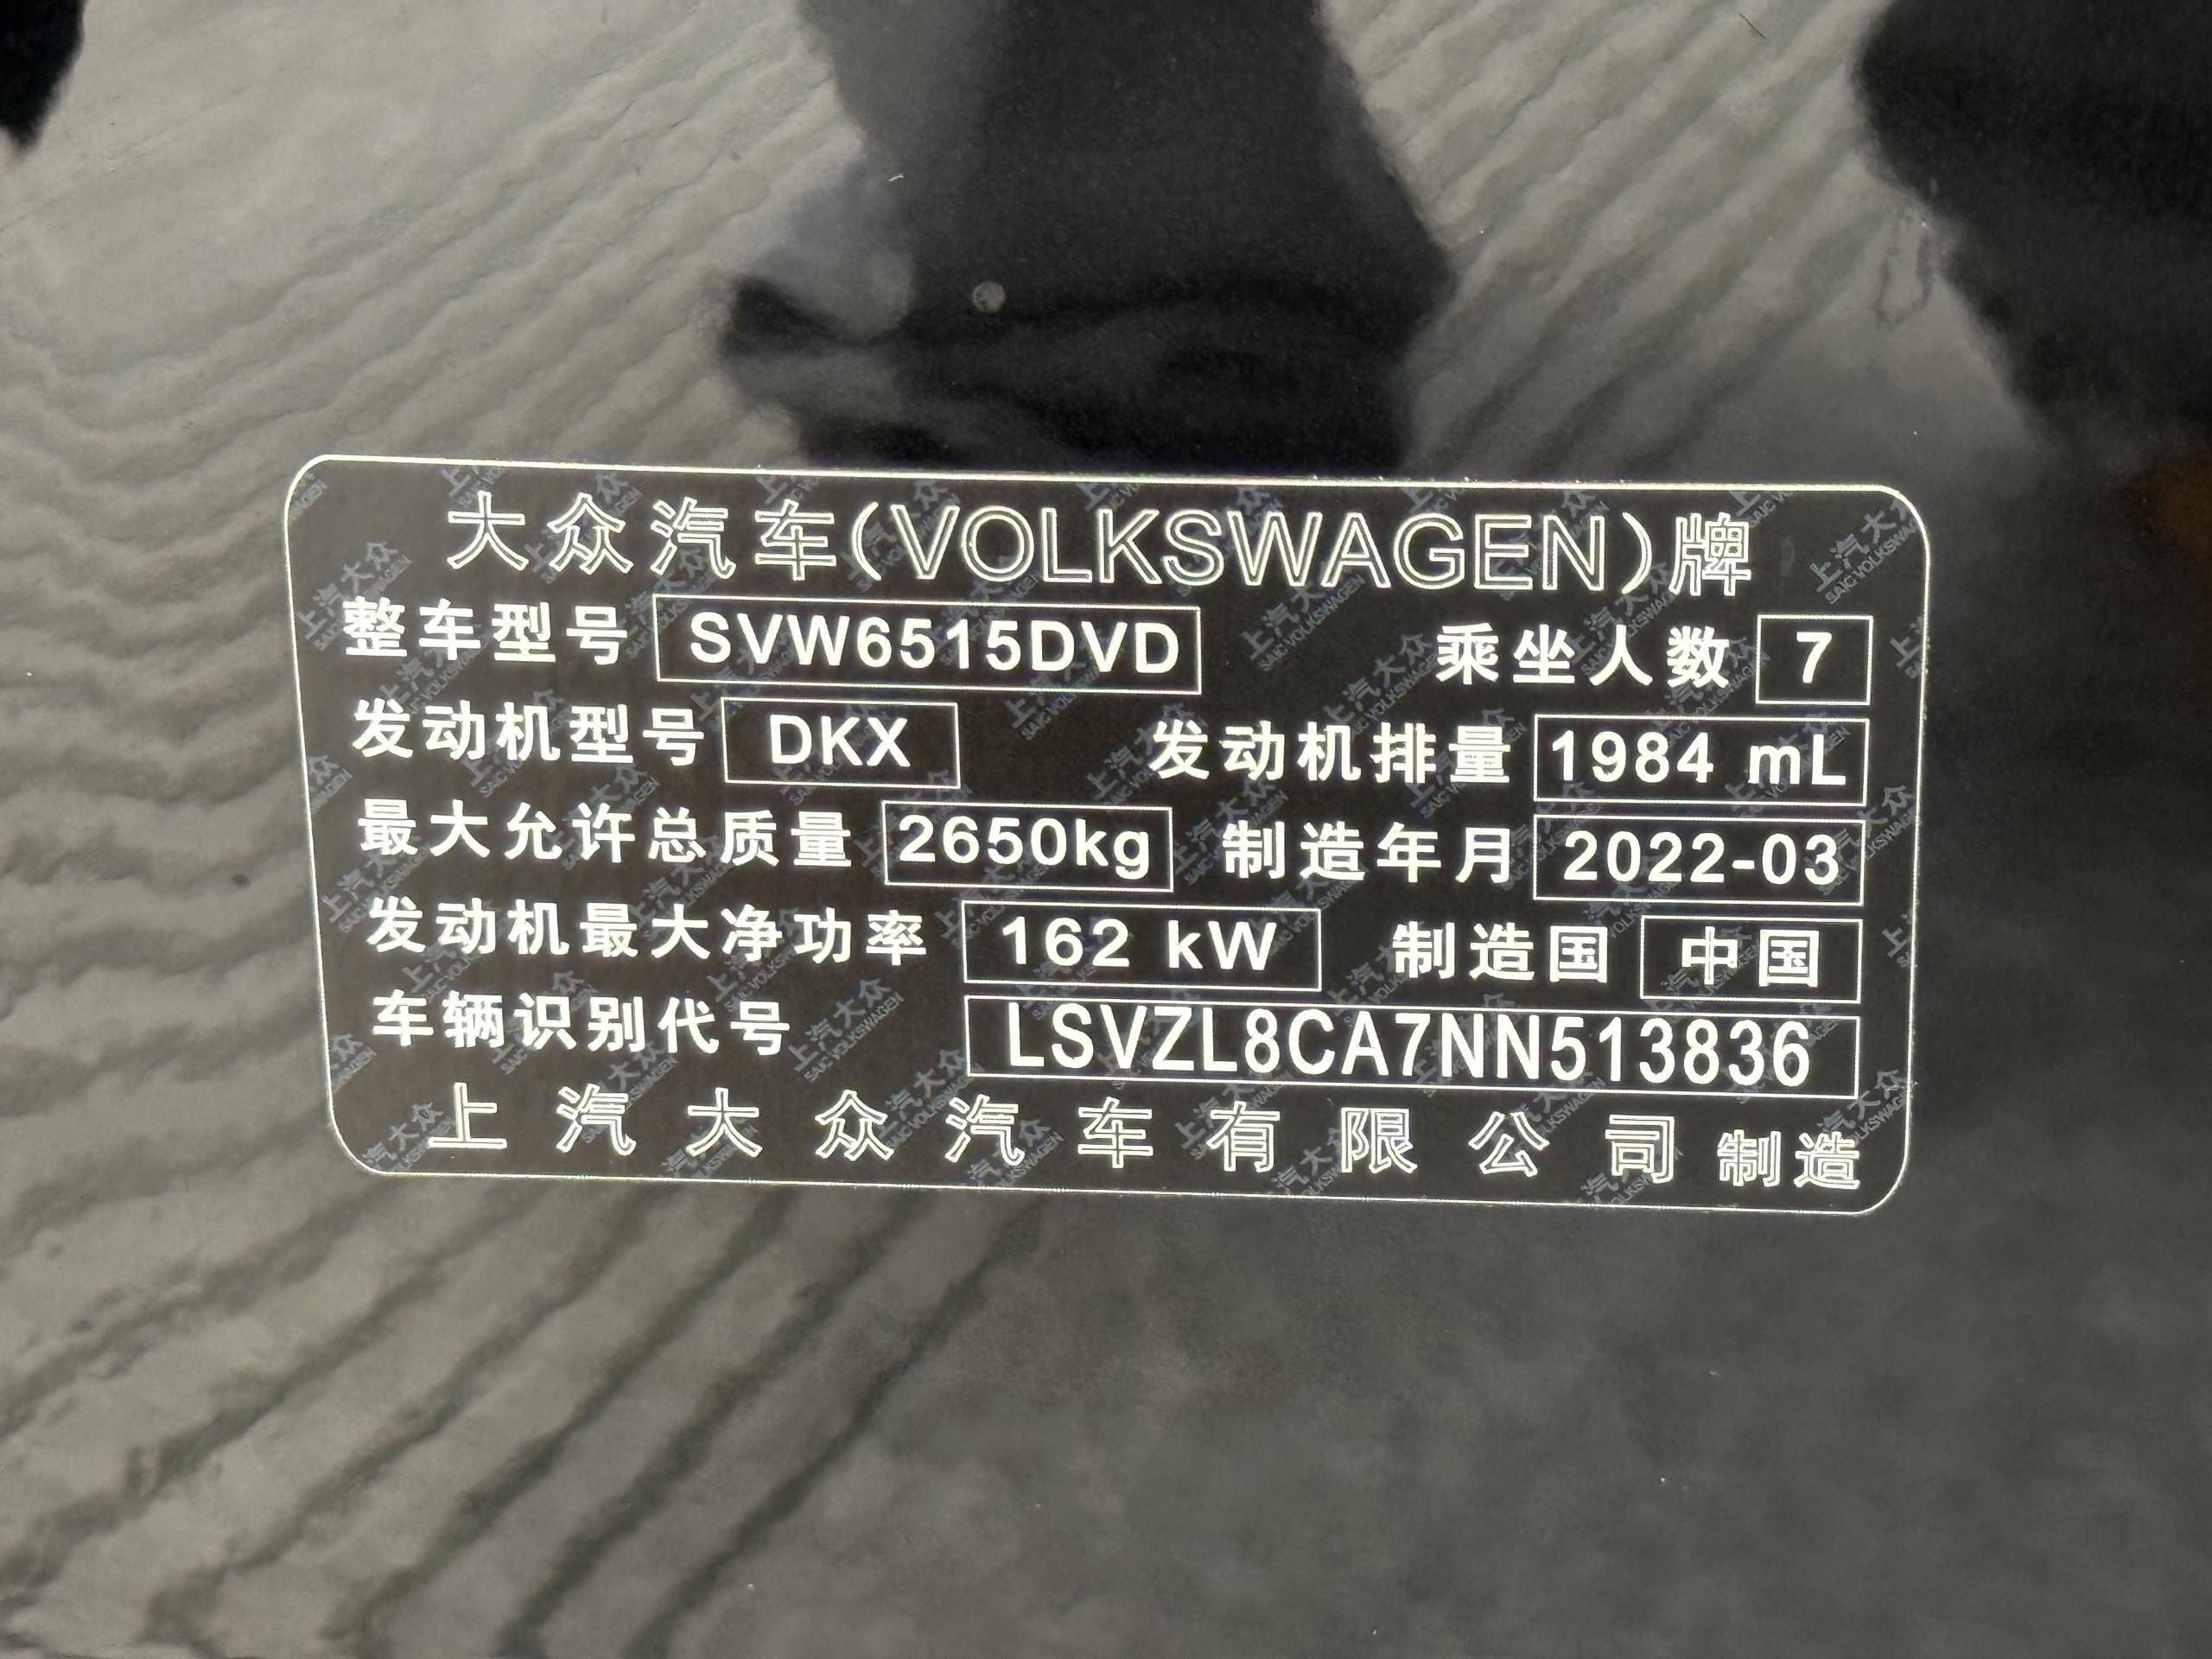 大众汽车(VOLKSWAGEN)牌
整车型号 SVW6515DVD 乘坐人数 7
发动机型号 DKX 发动机排量 1984 mL
最大允许总质量 2650kg 制造年月 2022-03
发动机最大净功率 162 kW 制造国 中国
车辆识别代号 LSVZL8CA7NN513836
上汽大众汽车有限公司 制造